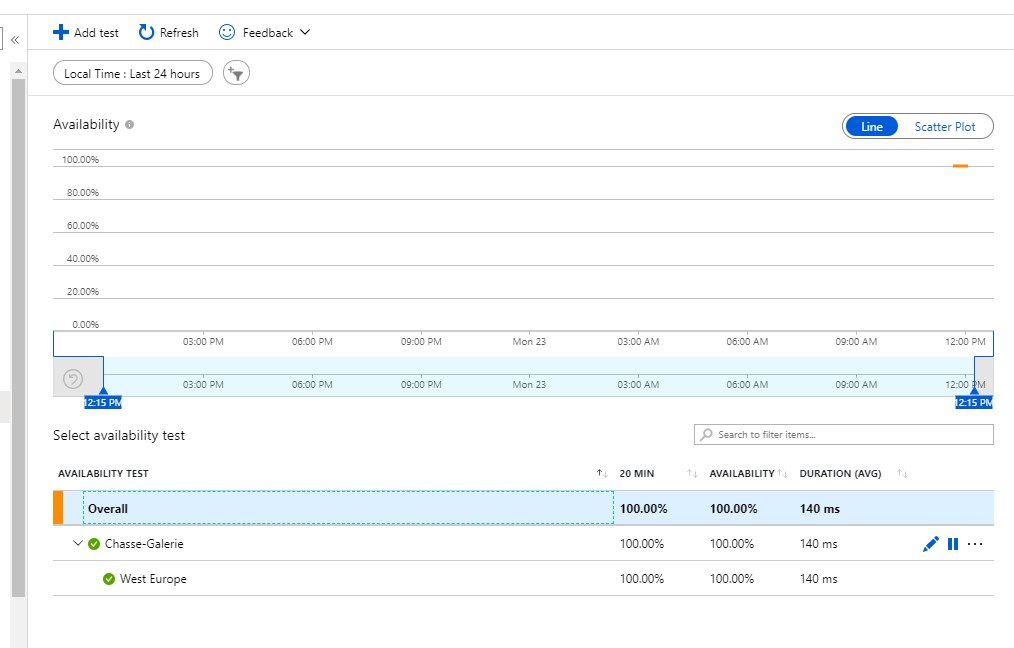 «
Add test Refresh Feedback
Local Time : Last 24 hours
Availability
Line Scatter Plot
100.00%
80.00%
60.00%
40.00%
20.00%
0.00%
03:00 PM 06:00 PM 09:00 PM Mon 23 03:00 AM 06:00 AM 09:00 AM 12:00 PM
03:00 PM 06:00 PM 09:00 PM Mon 23 03:00 AM 06:00 AM 09:00 AM 12:00 PM
12:15 PM 12:15 PM
Select availability test
Search to filter items...
AVAILABILITY TEST 20 MIN AVAILABILITY DURATION (AVG)
Overall 100.00% 100.00% 140 ms
Chasse-Galerie 100.00% 100.00% 140 ms
West Europe 100.00% 100.00% 140 ms